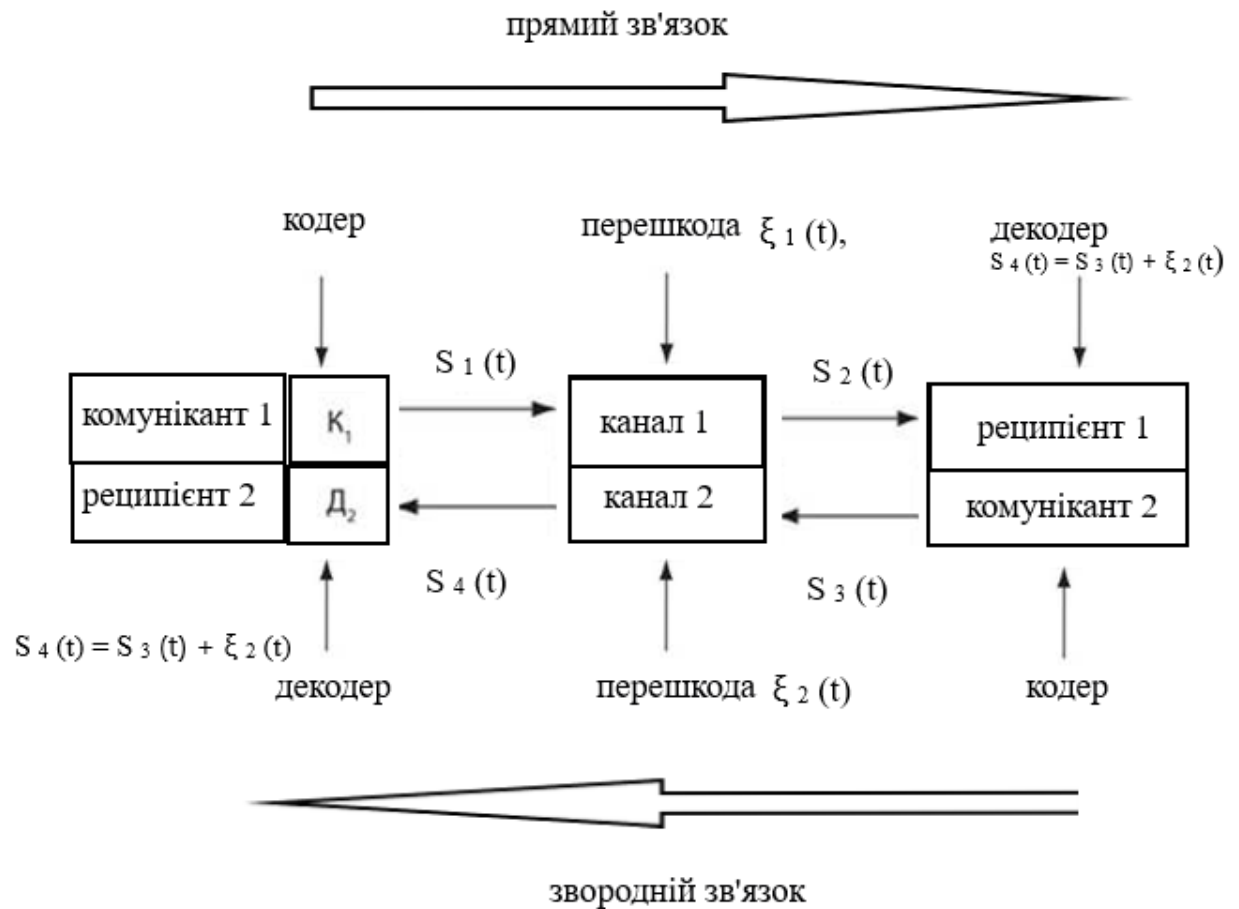 прямий зв'язок
кодер
перешкода ξ 1 (t),
декодер
S 4 (t) = S 3 (t) + ξ 2 (t)
S 1 (t)
S 2 (t)
комунікант 1
К₁
канал 1
реципієнт 1
реципієнт 2
Д₂
канал 2
комунікант 2
S 4 (t)
S 3 (t)
S 4 (t) = S 3 (t) + ξ 2 (t)
декодер
перешкода ξ 2 (t)
кодер
звородній зв'язок